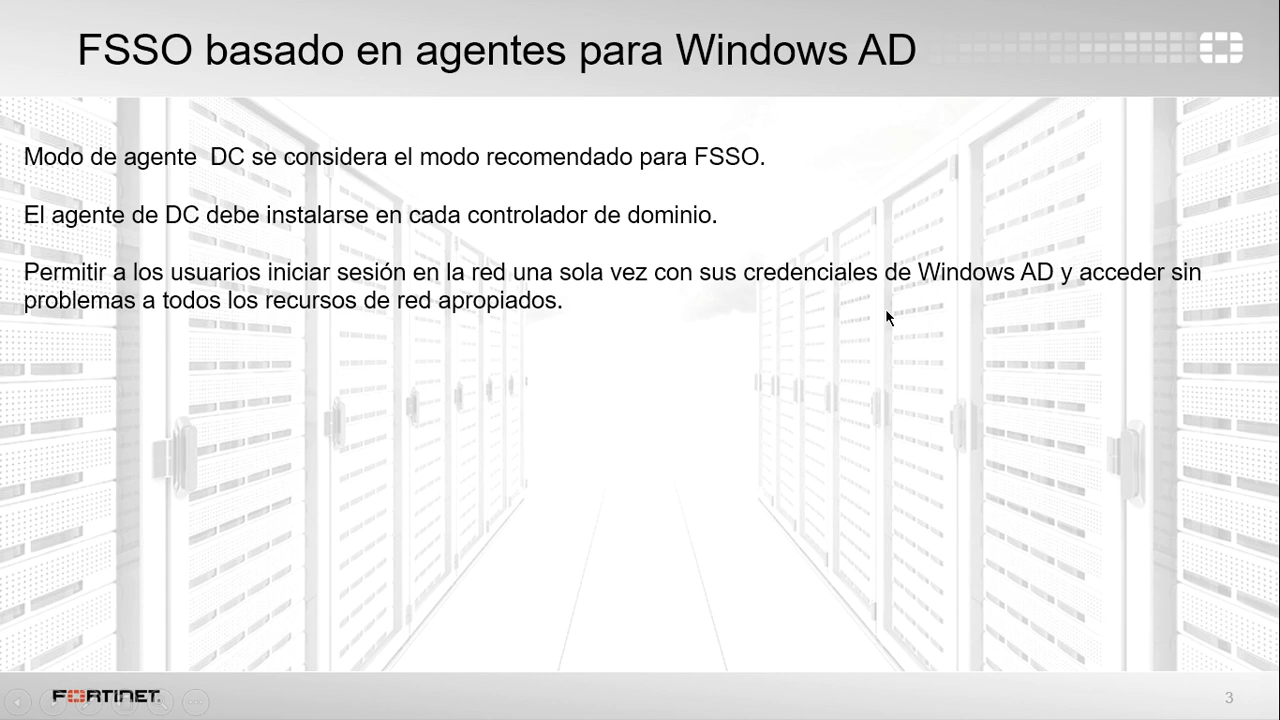 FSSO basado en agentes para Windows AD
Modo de agente  DC se considera el modo recomendado para FSSO.
El agente de DC debe instalarse en cada controlador de dominio.
Permitir a los usuarios iniciar sesión en la red una sola vez con sus credenciales de Windows AD y acceder sin
problemas a todos los recursos de red apropiados.
FORTINET
3